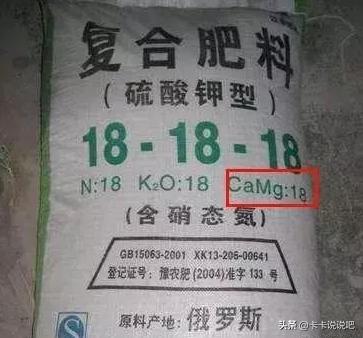 复合肥料
(硫酸钾型)
18-18-18
N:18 K₂O:18 CaMg:18
(含硝态氮)
GB15063-2001 XK13-206-00641
登记证号: 豫农肥(2004)准字133号
原料产地: 俄罗斯
头条 @卡卡说说吧